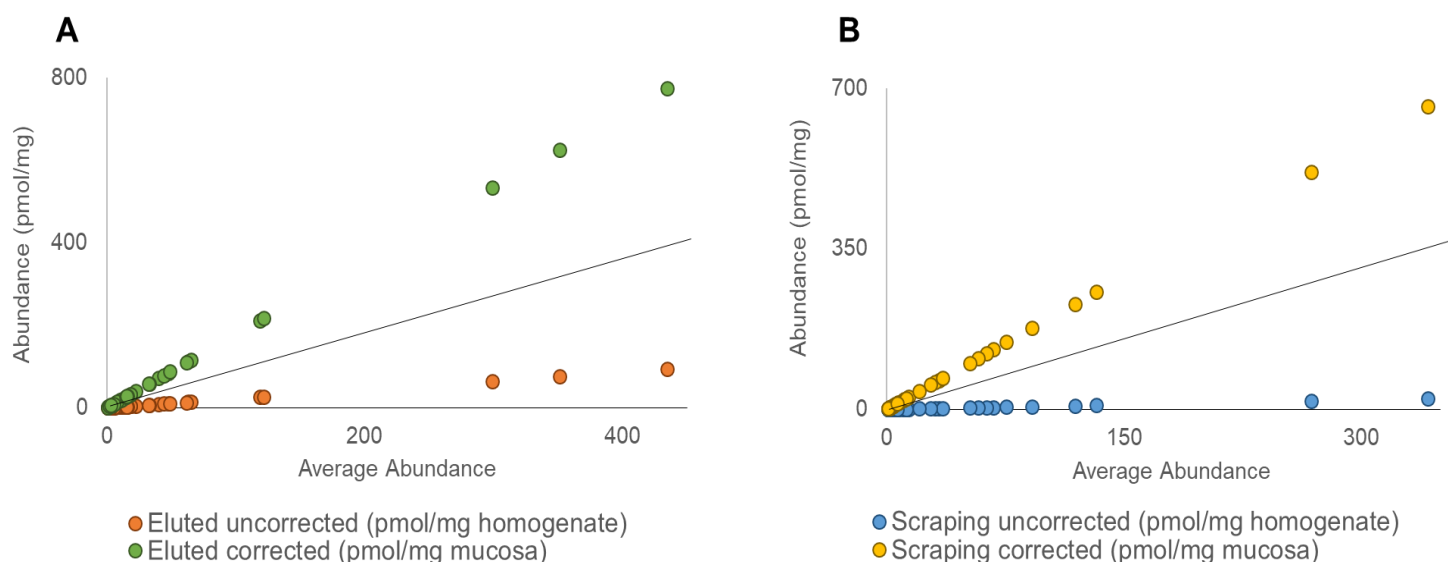 A
800
400
0
0
200
400
Abundance (pmol/mg)
Average Abundance
Eluted uncorrected (pmol/mg homogenate)
Eluted corrected (pmol/mg mucosa)
B
700
350
0
0
150
300
Abundance (pmol/mg)
Average Abundance
Scraping uncorrected (pmol/mg homogenate)
Scraping corrected (pmol/mg mucosa)